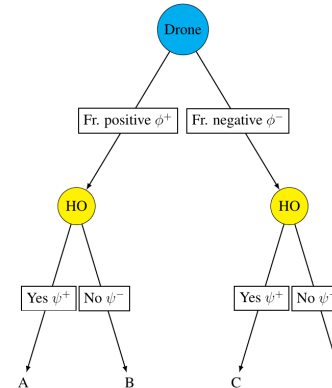 Drone
Fr. positive ϕ⁺
Fr. negative ϕ⁻
HO
HO
Yes ψ⁺
No ψ⁻
Yes ψ⁺
No ψ⁻
A
B
C